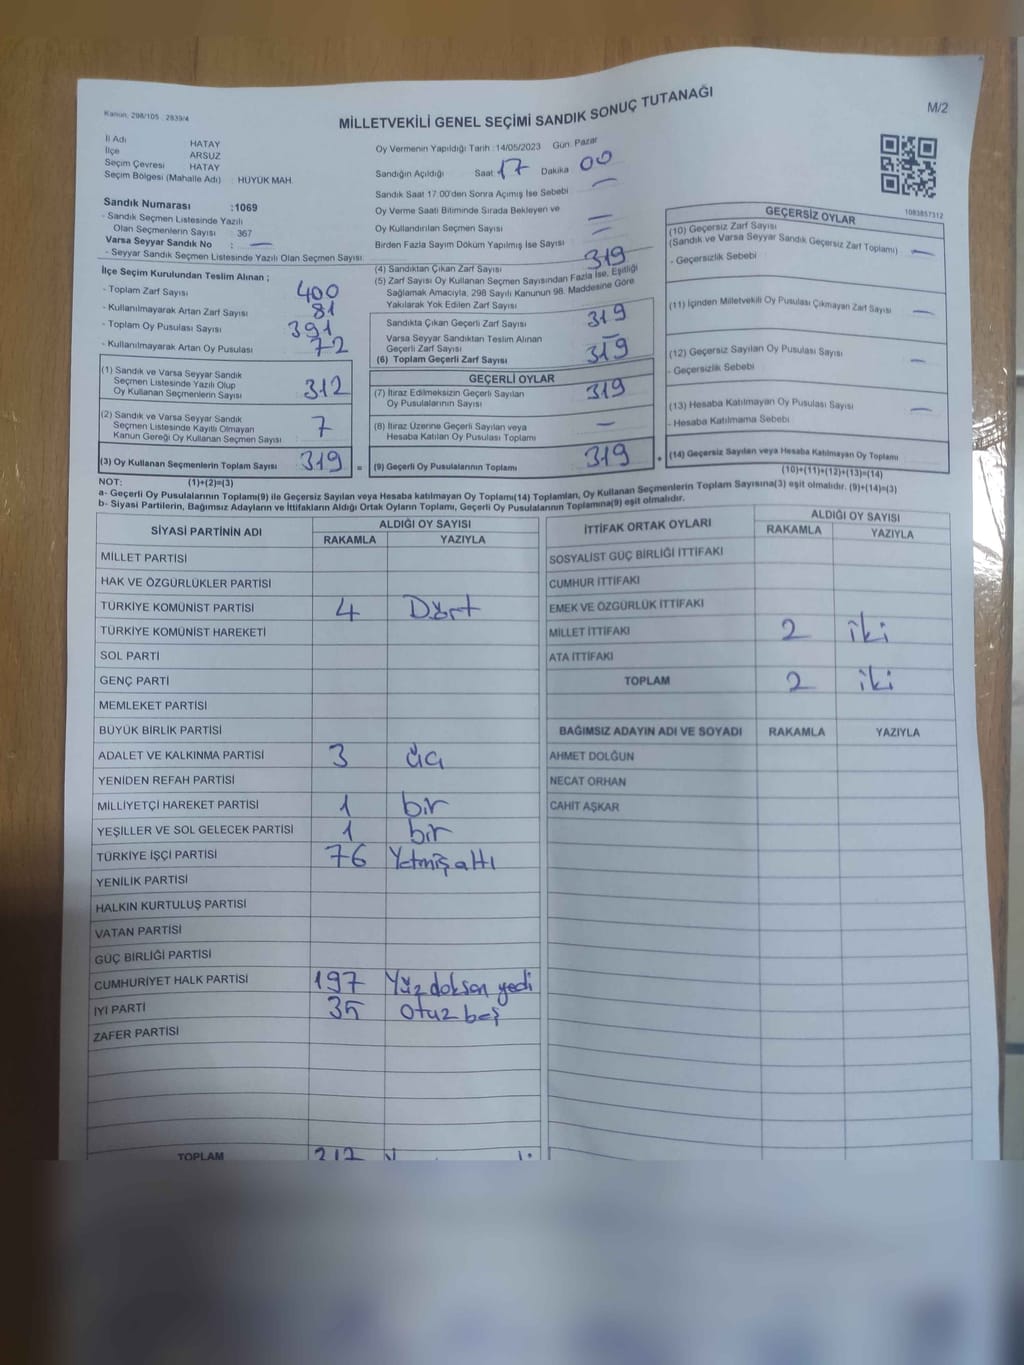 Kanun: 298/105 , 2839/4
MİLLETVEKİLİ GENEL SEÇİMİ SANDIK SONUÇ TUTANAĞI
M/2
İl Adı HATAY
İlçe ARSUZ
Seçim Çevresi HATAY
Seçim Bölgesi (Mahalle Adı) : HÜYÜK MAH.
Sandık Numarası :1069
- Sandık Seçmen Listesinde Yazılı
Olan Seçmenlerin Sayısı : 367
Varsa Seyyar Sandık No : —
- Seyyar Sandık Seçmen Listesinde Yazılı Olan Seçmen Sayısı:
İlçe Seçim Kurulundan Teslim Alınan ;
- Toplam Zarf Sayısı 400
- Kullanılmayarak Artan Zarf Sayısı 81
- Toplam Oy Pusulası Sayısı 391
- Kullanılmayarak Artan Oy Pusulası 72
(1) Sandık ve Varsa Seyyar Sandık
Seçmen Listesinde Yazılı Olup
Oy Kullanan Seçmenlerin Sayısı 312
(2) Sandık ve Varsa Seyyar Sandık
Seçmen Listesinde Kayıtlı Olmayan
Kanun Gereği Oy Kullanan Seçmen Sayısı : 7
(3) Oy Kullanan Seçmenlerin Toplam Sayısı : 319 =
Oy Vermenin Yapıldığı Tarih :14/05/2023 Gün: Pazar
Sandığın Açıldığı Saat 17 Dakika 00
Sandık Saat 17:00'den Sonra Açımış İse Sebebi —
Oy Verme Saati Bitiminde Sırada Bekleyen ve
Oy Kullandırılan Seçmen Sayısı —
Birden Fazla Sayım Döküm Yapılmış İse Sayısı —
(4) Sandıktan Çıkan Zarf Sayısı 319
(5) Zarf Sayısı Oy Kullanan Seçmen Sayısından Fazla İse, Eşitliği
Sağlamak Amacıyla, 298 Sayılı Kanunun 98. Maddesine Göre
Yakılarak Yok Edilen Zarf Sayısı
Sandıkta Çıkan Geçerli Zarf Sayısı 319
Varsa Seyyar Sandıktan Teslim Alınan
Geçerli Zarf Sayısı —
(6) Toplam Geçerli Zarf Sayısı 319
GEÇERLİ OYLAR
(7) İtiraz Edilmeksizin Geçerli Sayılan
Oy Pusulalarının Sayısı 319
(8) İtiraz Üzerine Geçerli Sayılan veya
Hesaba Katılan Oy Pusulası Toplamı —
(9) Geçerli Oy Pusulalarının Toplamı 319 +
1083857312
GEÇERSİZ OYLAR
(10) Geçersiz Zarf Sayısı
(Sandık ve Varsa Seyyar Sandık Geçersiz Zarf Toplamı) —
- Geçersizlik Sebebi
(11) İçinden Milletvekili Oy Pusulası Çıkmayan Zarf Sayısı —
(12) Geçersiz Sayılan Oy Pusulası Sayısı —
- Geçersizlik Sebebi
(13) Hesaba Katılmayan Oy Pusulası Sayısı —
- Hesaba Katılmama Sebebi
(14) Geçersiz Sayılan veya Hesaba Katılmayan Oy Toplamı
(10)+(11)+(12)+(13)=(14)
NOT: (1)+(2)=(3)
a- Geçerli Oy Pusulalarının Toplamı(9) ile Geçersiz Sayılan veya Hesaba katılmayan Oy Toplamı(14) Toplamları, Oy Kullanan Seçmenlerin Toplam Sayısına(3) eşit olmalıdır. (9)+(14)=(3)
b- Siyasi Partilerin, Bağımsız Adayların ve İttifakların Aldığı Ortak Oyların Toplamı, Geçerli Oy Pusulalarının Toplamına(9) eşit olmalıdır.
SİYASİ PARTİNİN ADI ALDIĞI OY SAYISI
RAKAMLA YAZIYLA
MİLLET PARTİSİ
HAK VE ÖZGÜRLÜKLER PARTİSİ
TÜRKİYE KOMÜNİST PARTİSİ 4 Dört
TÜRKİYE KOMÜNİST HAREKETİ
SOL PARTİ
GENÇ PARTİ
MEMLEKET PARTİSİ
BÜYÜK BİRLİK PARTİSİ
ADALET VE KALKINMA PARTİSİ 3 üç
YENİDEN REFAH PARTİSİ
MİLLİYETÇİ HAREKET PARTİSİ 1 bir
YEŞİLLER VE SOL GELECEK PARTİSİ 1 bir
TÜRKİYE İŞÇİ PARTİSİ 76 Yetmiş altı
YENİLİK PARTİSİ
HALKIN KURTULUŞ PARTİSİ
VATAN PARTİSİ
GÜÇ BİRLİĞİ PARTİSİ
CUMHURİYET HALK PARTİSİ 197 Yüz doksan yedi
İYİ PARTİ 35 Otuz beş
ZAFER PARTİSİ
TOPLAM 317
İTTİFAK ORTAK OYLARI ALDIĞI OY SAYISI
RAKAMLA YAZIYLA
SOSYALİST GÜÇ BİRLİĞİ İTTİFAKI
CUMHUR İTTİFAKI
EMEK VE ÖZGÜRLÜK İTTİFAKI
MİLLET İTTİFAKI 2 iki
ATA İTTİFAKI
TOPLAM 2 iki
BAĞIMSIZ ADAYIN ADI VE SOYADI RAKAMLA YAZIYLA
AHMET DOLĞUN
NECAT ORHAN
CAHİT AŞKAR